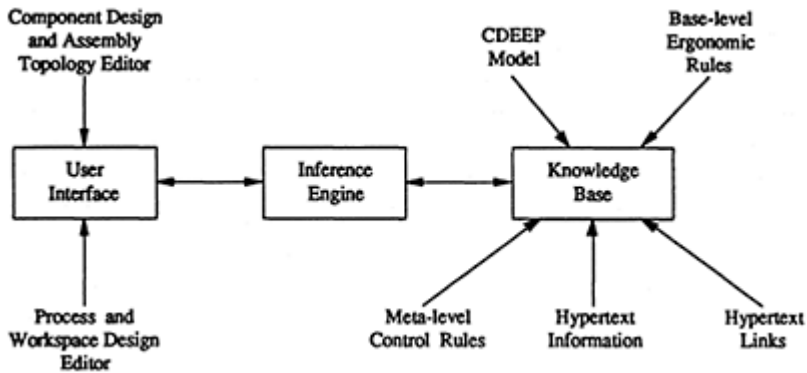 Component Design
and Assembly
Topology Editor
CDEEP
Model
Base-level
Ergonomic
Rules
User
Interface
Inference
Engine
Knowledge
Base
Process and
Workspace Design
Editor
Meta-level
Control Rules
Hypertext
Information
Hypertext
Links